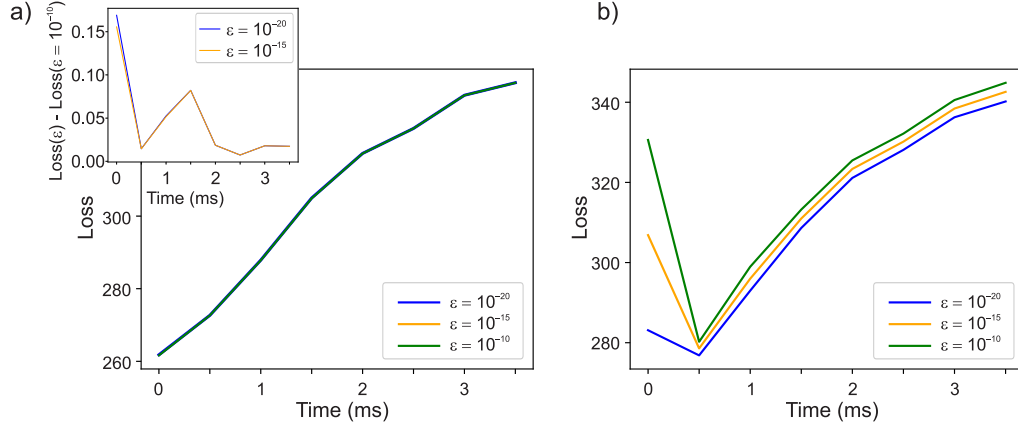 a)
Loss(ε) - Loss(ε = 10⁻¹⁰)
0.15
0.10
0.05
0.00
ε = 10⁻²⁰
ε = 10⁻¹⁵
0
1
2
3
Time (ms)
Loss
300
280
260
ε = 10⁻²⁰
ε = 10⁻¹⁵
ε = 10⁻¹⁰
0
1
2
3
Time (ms)
b)
Loss
340
320
300
280
ε = 10⁻²⁰
ε = 10⁻¹⁵
ε = 10⁻¹⁰
0
1
2
3
Time (ms)